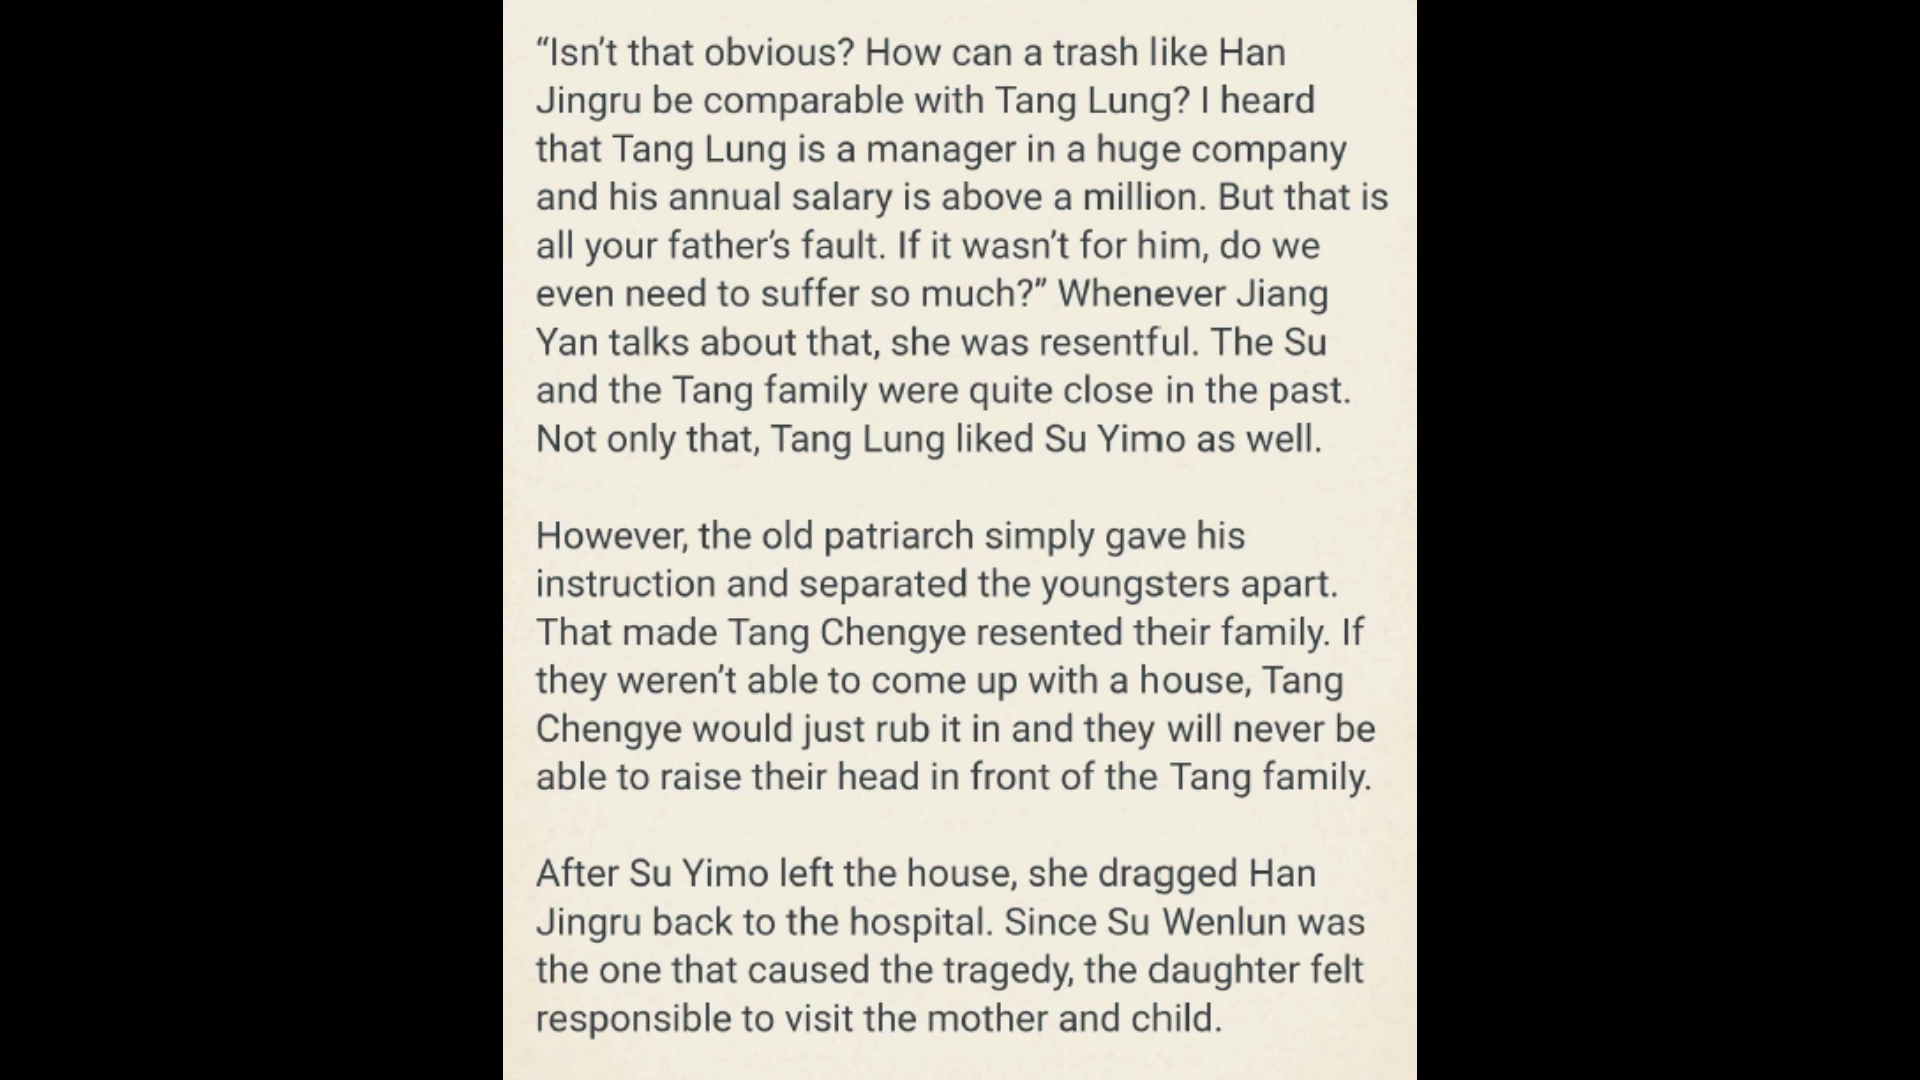 “Isn’t that obvious? How can a trash like Han
Jingru be comparable with Tang Lung? I heard
that Tang Lung is a manager in a huge company
and his annual salary is above a million. But that is
all your father’s fault. If it wasn’t for him, do we
even need to suffer so much?” Whenever Jiang
Yan talks about that, she was resentful. The Su
and the Tang family were quite close in the past.
Not only that, Tang Lung liked Su Yimo as well.
However, the old patriarch simply gave his
instruction and separated the youngsters apart.
That made Tang Chengye resented their family. If
they weren’t able to come up with a house, Tang
Chengye would just rub it in and they will never be
able to raise their head in front of the Tang family.
After Su Yimo left the house, she dragged Han
Jingru back to the hospital. Since Su Wenlun was
the one that caused the tragedy, the daughter felt
responsible to visit the mother and child.